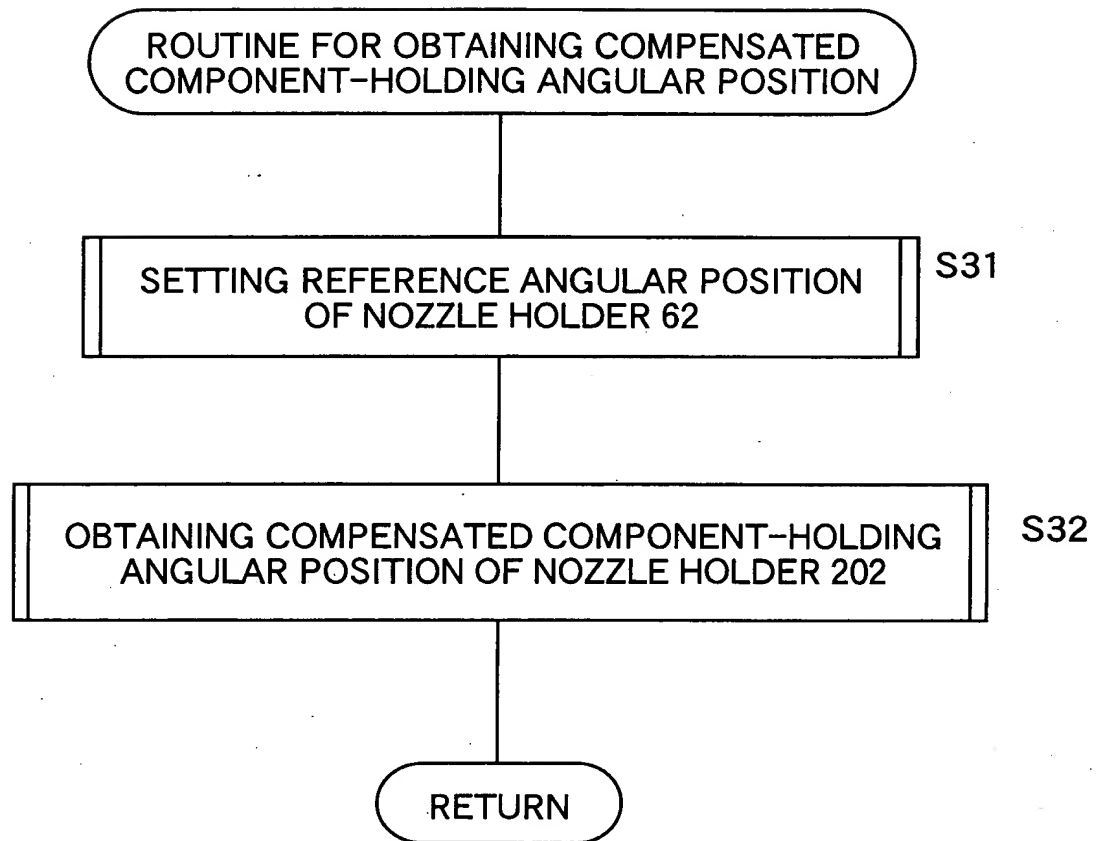 ROUTINE FOR OBTAINING COMPENSATED
COMPONENT-HOLDING ANGULAR POSITION
SETTING REFERENCE ANGULAR POSITION
OF NOZZLE HOLDER 62
S31
OBTAINING COMPENSATED COMPONENT-HOLDING
ANGULAR POSITION OF NOZZLE HOLDER 202
S32
RETURN